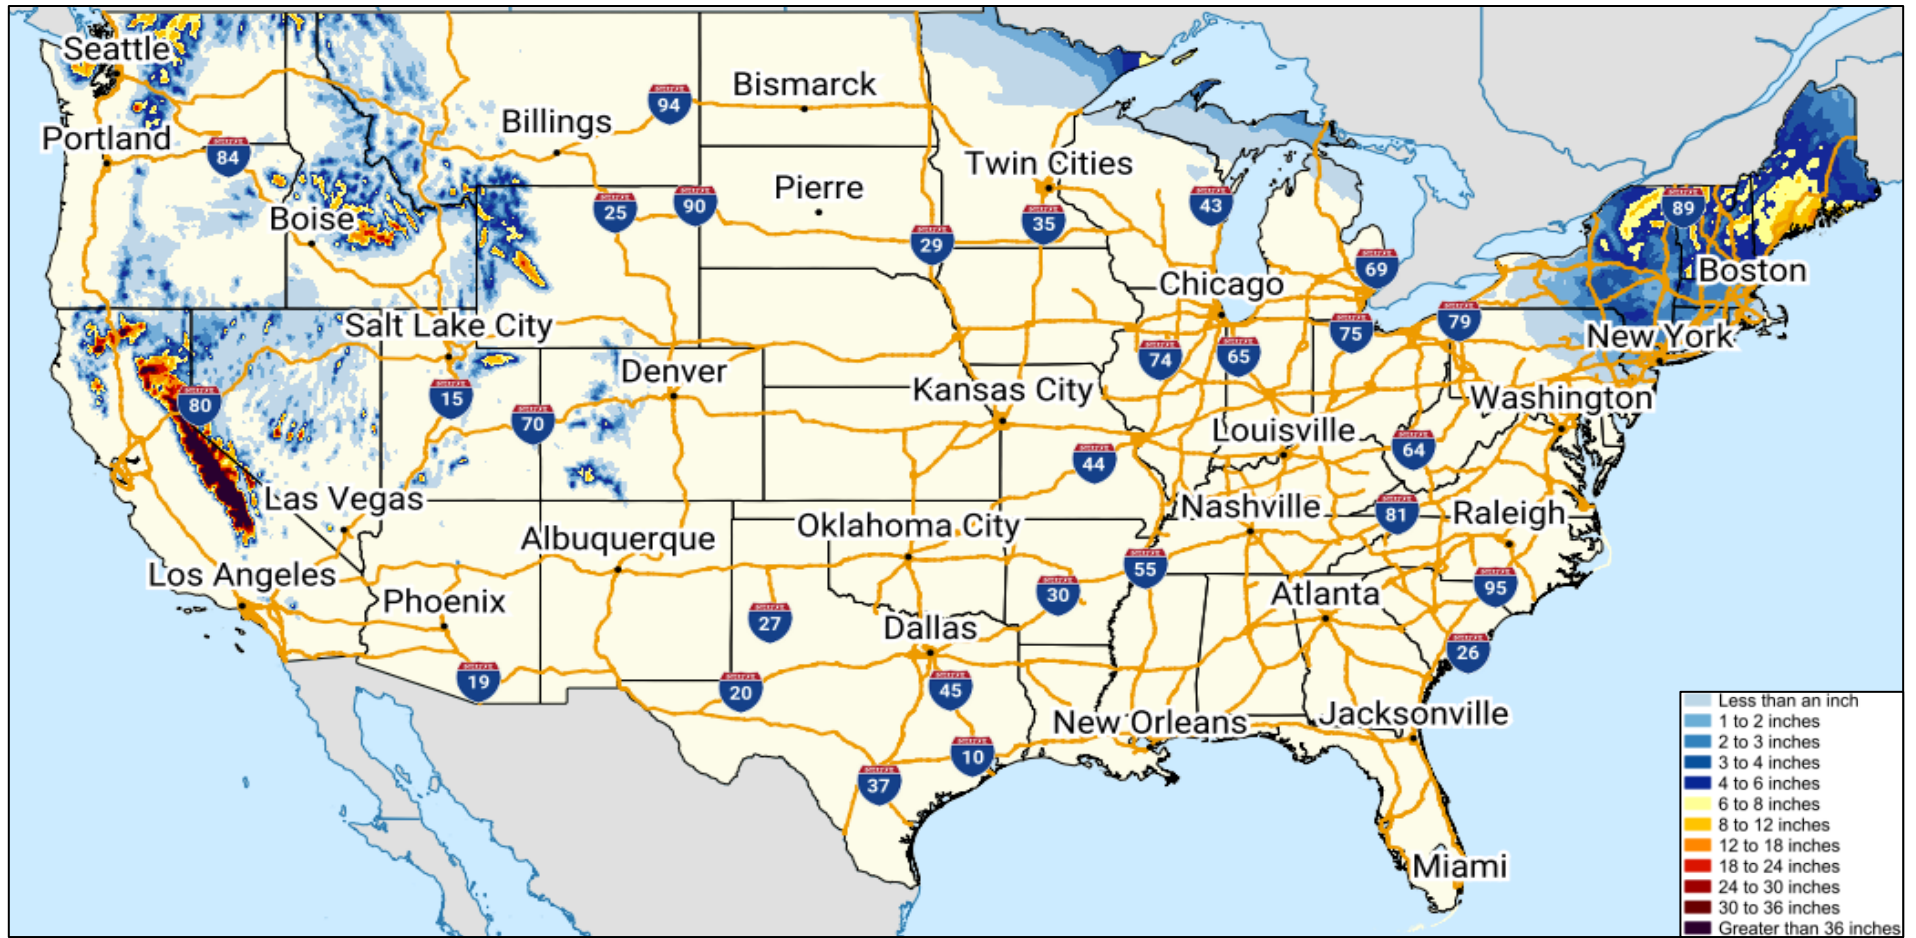 Seattle
Bismarck
94
Billings
Portland
84
Twin Cities
Pierre
25
90
43
89
Boise
35
29
69
Boston
Chicago
Salt Lake City
79
75
New York
74
65
Denver
Kansas City
Washington
15
80
70
Louisville
64
44
Las Vegas
Nashville
81
Raleigh
Oklahoma City
Albuquerque
55
Los Angeles
95
30
Phoenix
Atlanta
27
Dallas
26
19
20
45
Jacksonville
New Orleans
10
37
Miami
Less than an inch
1 to 2 inches
2 to 3 inches
3 to 4 inches
4 to 6 inches
6 to 8 inches
8 to 12 inches
12 to 18 inches
18 to 24 inches
24 to 30 inches
30 to 36 inches
Greater than 36 inches